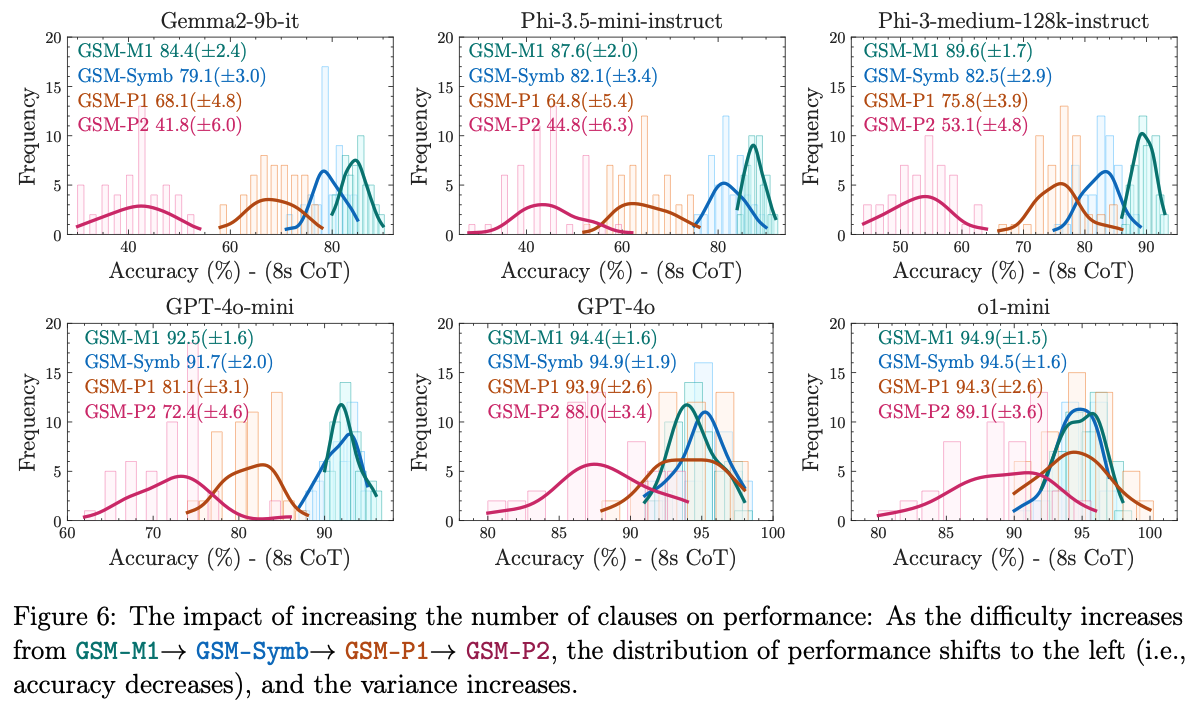 Gemma2-9b-it
GSM-M1 84.4(±2.4)
GSM-Symb 79.1(±3.0)
GSM-P1 68.1(±4.8)
GSM-P2 41.8(±6.0)
Frequency
20
15
10
5
0
40 60 80
Accuracy (%) - (8s CoT)
Phi-3.5-mini-instruct
GSM-M1 87.6(±2.0)
GSM-Symb 82.1(±3.4)
GSM-P1 64.8(±5.4)
GSM-P2 44.8(±6.3)
Frequency
20
15
10
5
0
40 60 80
Accuracy (%) - (8s CoT)
Phi-3-medium-128k-instruct
GSM-M1 89.6(±1.7)
GSM-Symb 82.5(±2.9)
GSM-P1 75.8(±3.9)
GSM-P2 53.1(±4.8)
Frequency
20
15
10
5
0
50 60 70 80 90
Accuracy (%) - (8s CoT)
GPT-4o-mini
GSM-M1 92.5(±1.6)
GSM-Symb 91.7(±2.0)
GSM-P1 81.1(±3.1)
GSM-P2 72.4(±4.6)
Frequency
20
15
10
5
0
60 70 80 90
Accuracy (%) - (8s CoT)
GPT-4o
GSM-M1 94.4(±1.6)
GSM-Symb 94.9(±1.9)
GSM-P1 93.9(±2.6)
GSM-P2 88.0(±3.4)
Frequency
20
15
10
5
0
80 85 90 95 100
Accuracy (%) - (8s CoT)
o1-mini
GSM-M1 94.9(±1.5)
GSM-Symb 94.5(±1.6)
GSM-P1 94.3(±2.6)
GSM-P2 89.1(±3.6)
Frequency
20
15
10
5
0
80 85 90 95 100
Accuracy (%) - (8s CoT)
Figure 6: The impact of increasing the number of clauses on performance: As the difficulty increases
from GSM-M1→ GSM-Symb→ GSM-P1→ GSM-P2, the distribution of performance shifts to the left (i.e.,
accuracy decreases), and the variance increases.